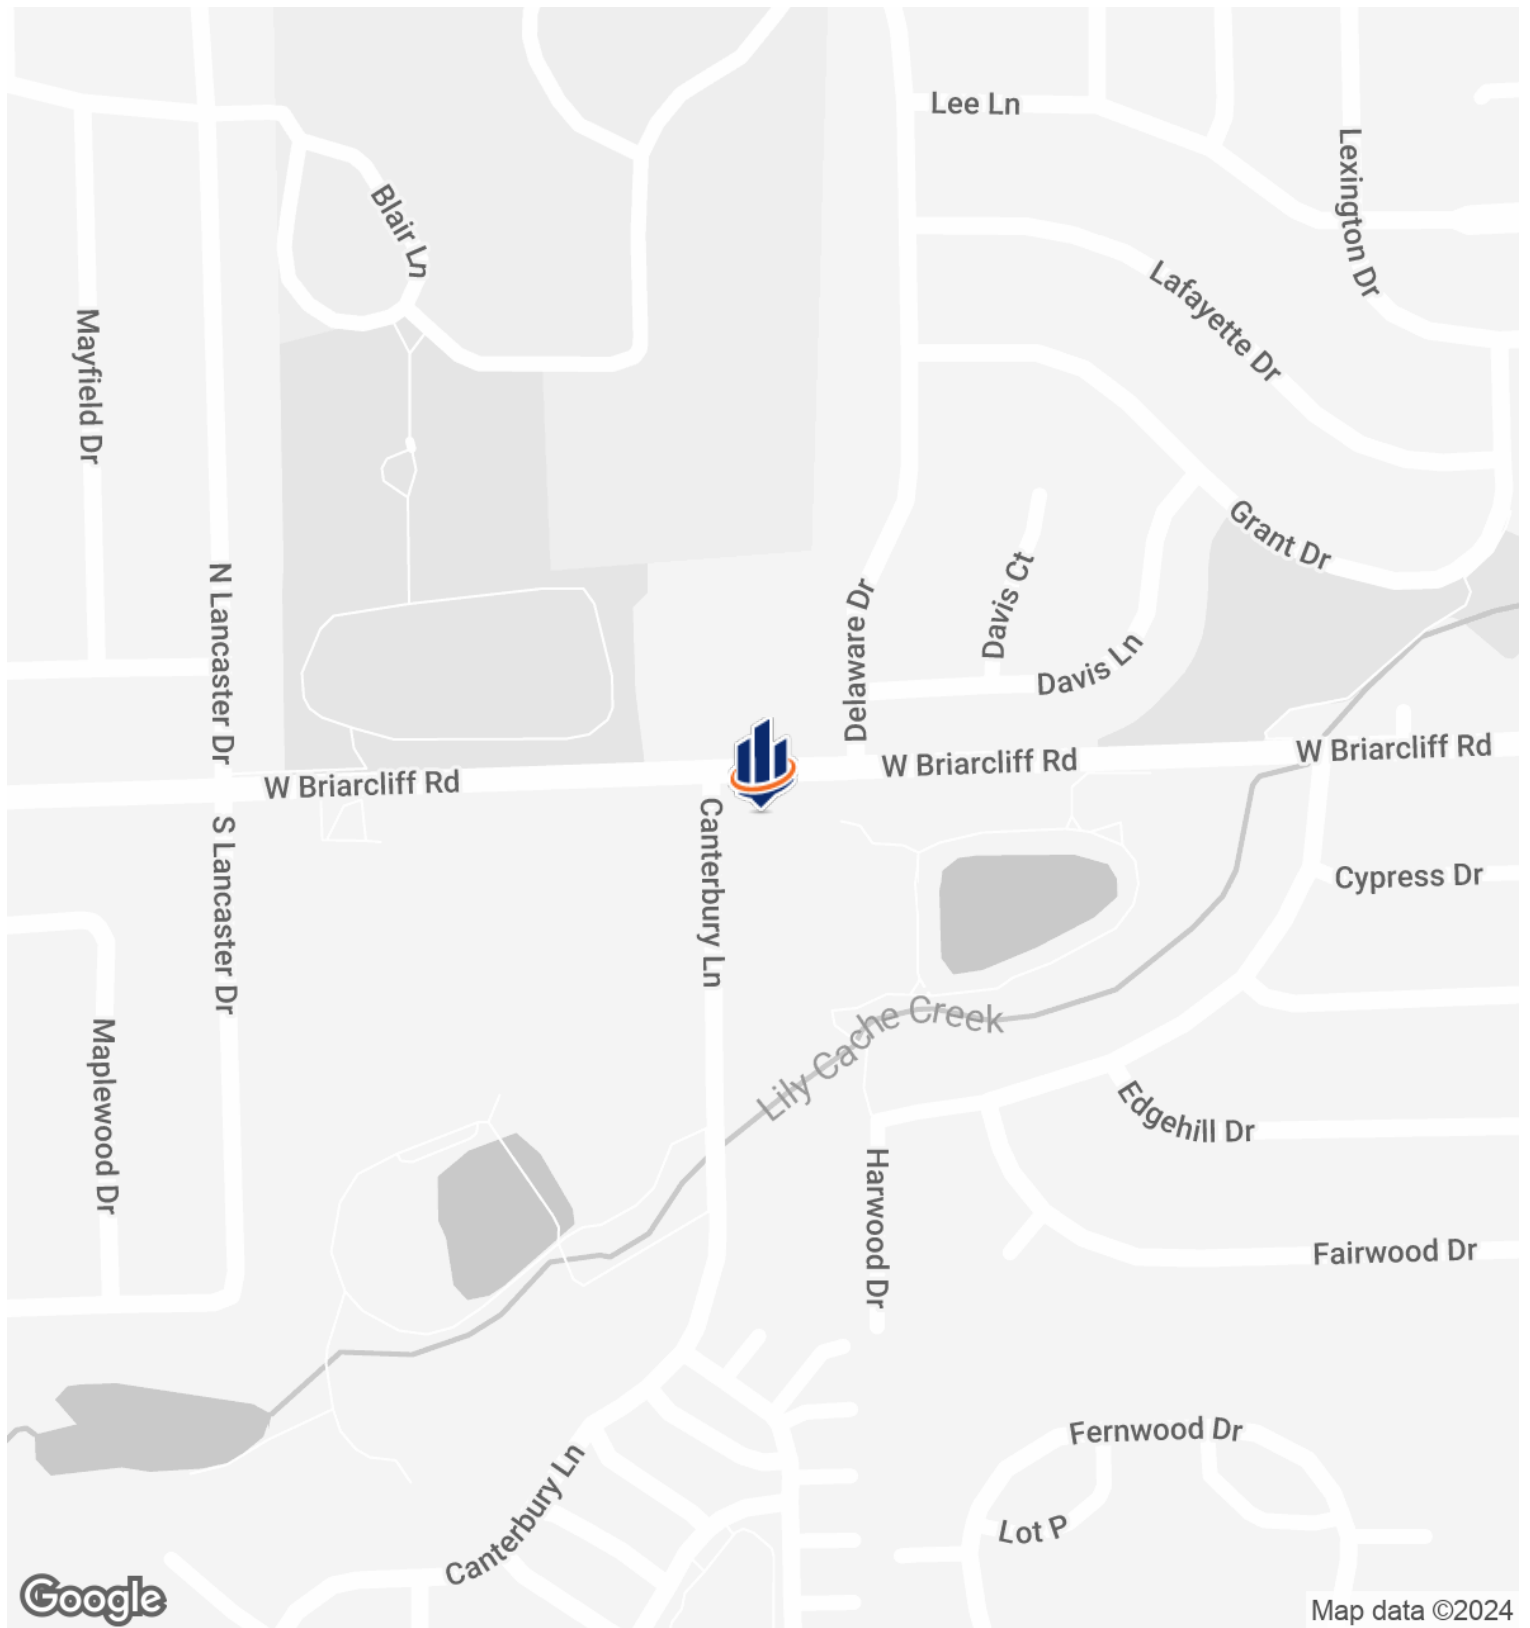 Lee Ln
Lexington Dr
Blair Ln
Lafayette Dr
Mayfield Dr
Grant Dr
N Lancaster Dr
Davis Ct
Delaware Dr
Davis Ln
W Briarcliff Rd
W Briarcliff Rd
W Briarcliff Rd
S Lancaster Dr
Canterbury Ln
Cypress Dr
Lily Cache Creek
Maplewood Dr
Edgehill Dr
Harwood Dr
Fairwood Dr
Fernwood Dr
Canterbury Ln
Lot P
Google
Map data ©2024